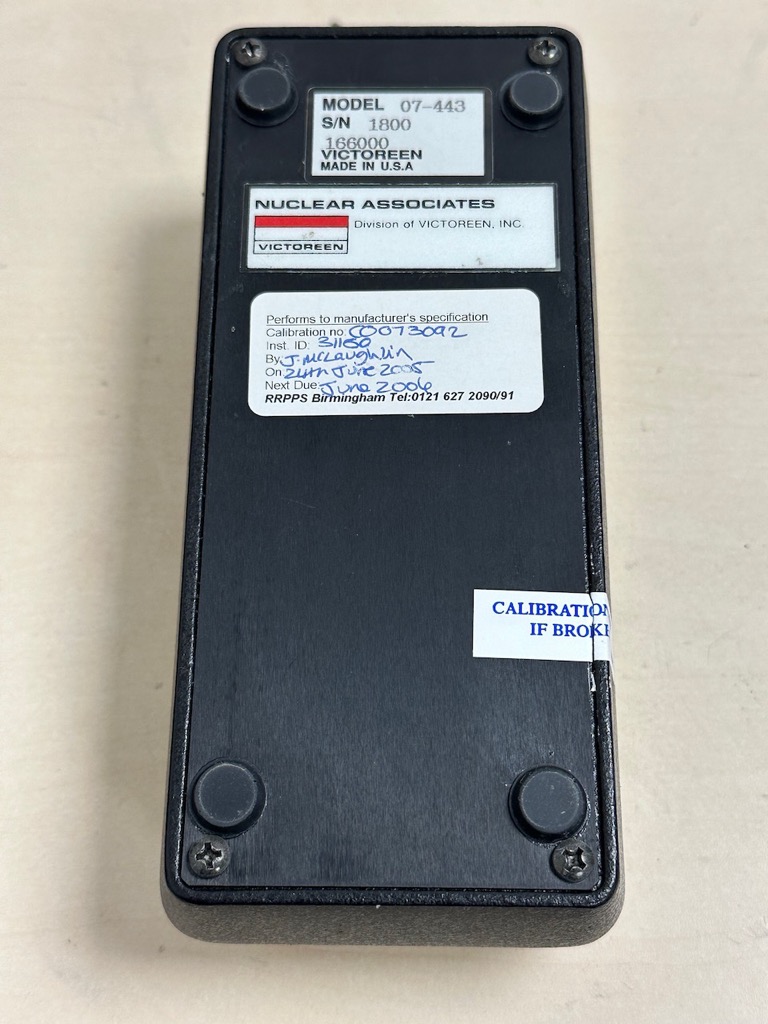 MODEL 07-443
S/N 1800
166000
VICTOREEN
MADE IN U.S.A
NUCLEAR ASSOCIATES
Division of VICTOREEN, INC.
VICTOREEN
Performs to manufacturer's specification
Calibration no: C0073092
Inst. ID: 31180
By J. McLaughlin
On 24th June 2005
Next Due: June 2006
RRPPS Birmingham Tel:0121 627 2090/91
CALIBRATION
IF BROKE